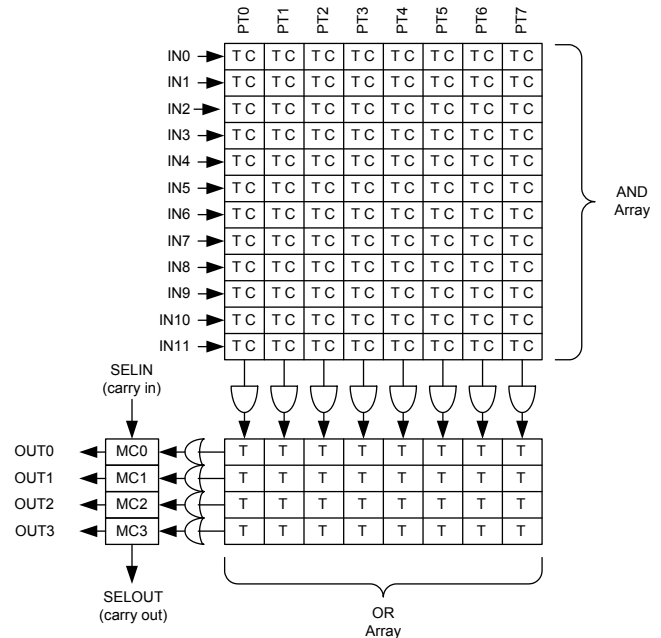 PT0 PT1 PT2 PT3 PT4 PT5 PT6 PT7
IN0 T C T C T C T C T C T C T C T C
IN1 T C T C T C T C T C T C T C T C
IN2 T C T C T C T C T C T C T C T C
IN3 T C T C T C T C T C T C T C T C
IN4 T C T C T C T C T C T C T C T C
IN5 T C T C T C T C T C T C T C T C
IN6 T C T C T C T C T C T C T C T C
IN7 T C T C T C T C T C T C T C T C
IN8 T C T C T C T C T C T C T C T C
IN9 T C T C T C T C T C T C T C T C
IN10 T C T C T C T C T C T C T C T C
IN11 T C T C T C T C T C T C T C T C
AND
Array
SELIN
(carry in)
OUT0 MC0 T T T T T T T T
OUT1 MC1 T T T T T T T T
OUT2 MC2 T T T T T T T T
OUT3 MC3 T T T T T T T T
SELOUT
(carry out)
OR
Array